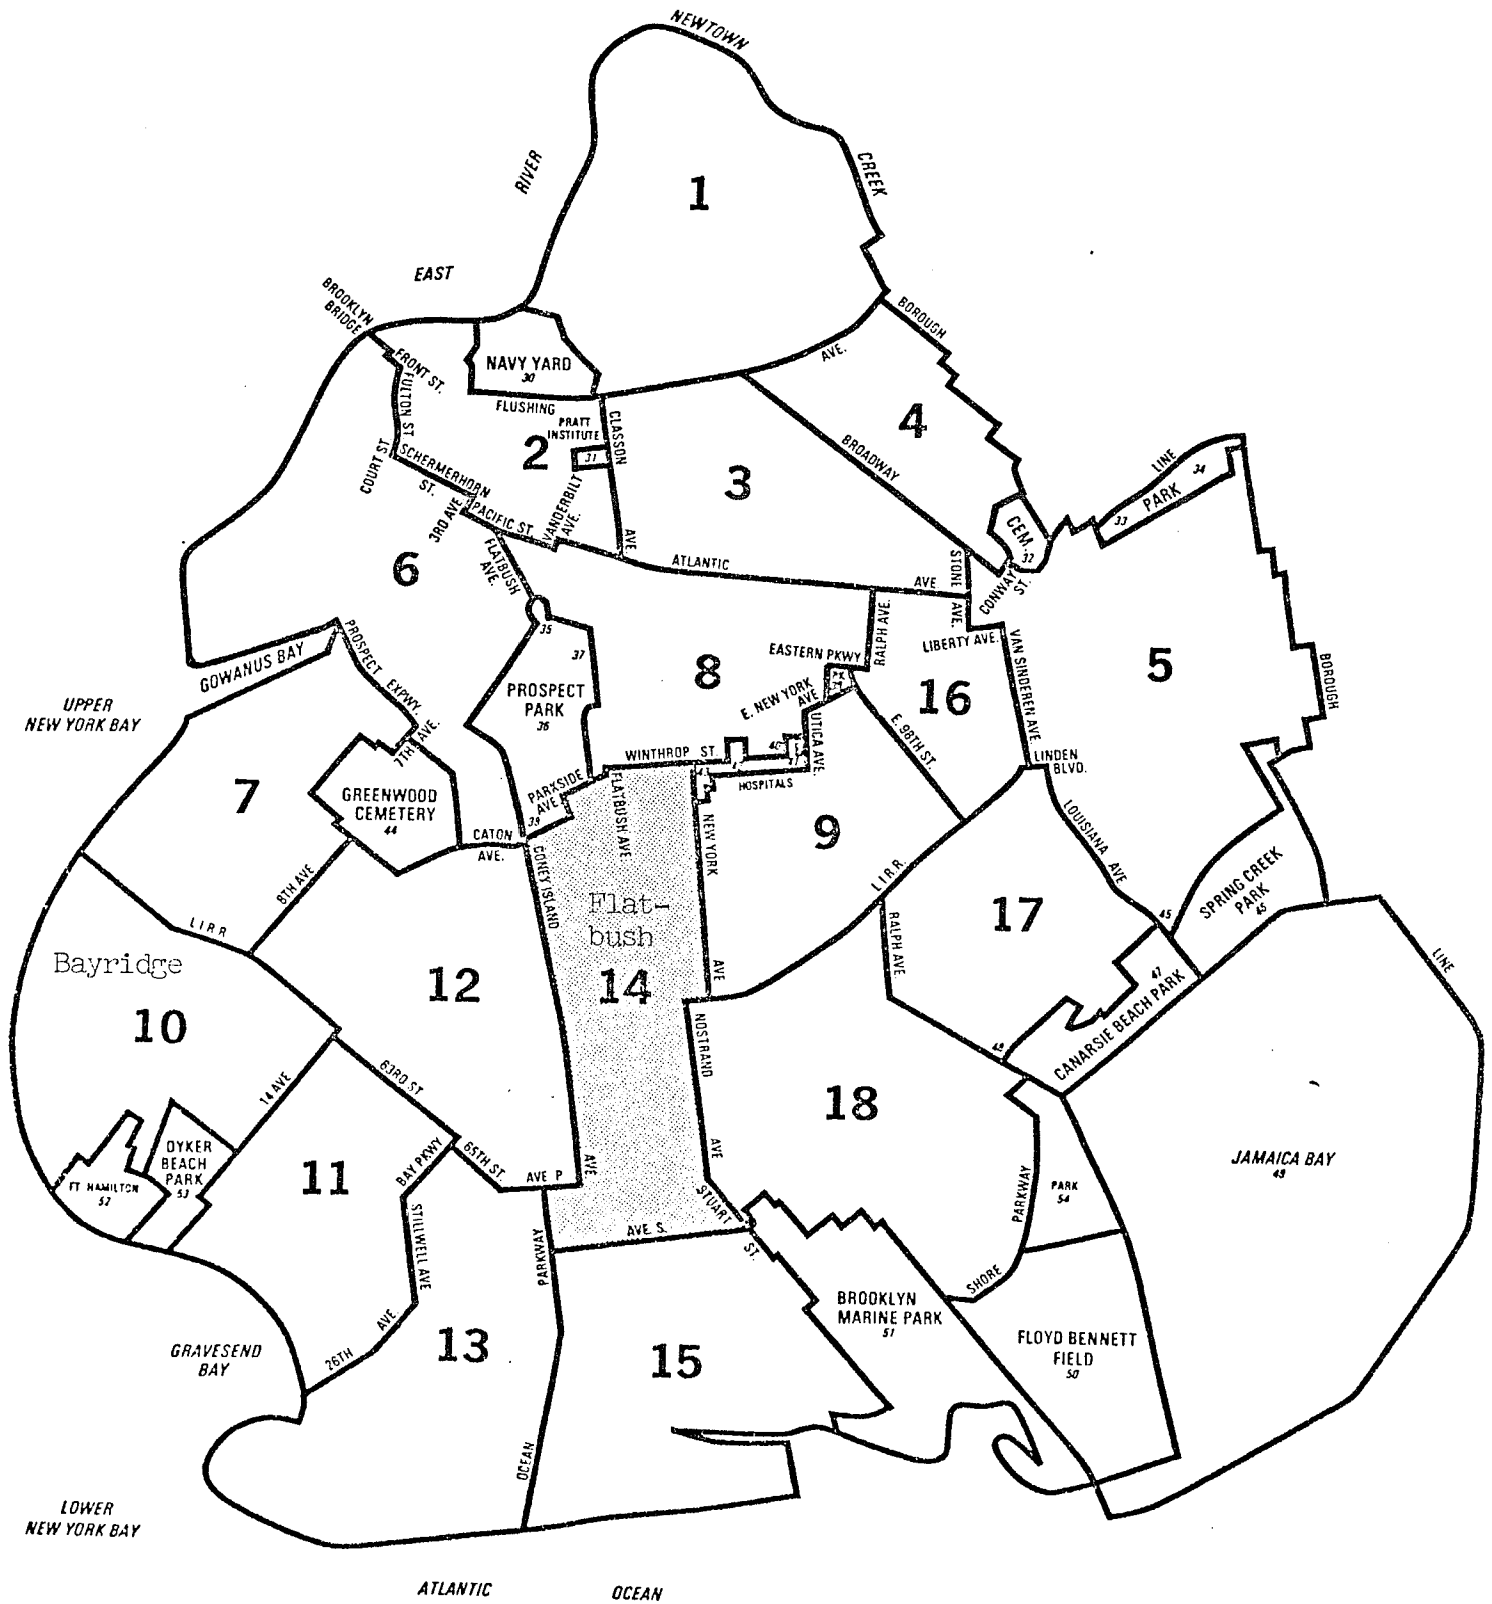 NEWTOWN
CREEK
RIVER
1
EAST
BROOKLYN
BRIDGE
BOROUGH
FRONT ST.
NAVY YARD
30
AVE.
FULTON ST
FLUSHING
PRATT
INSTITUTE
CLASSON
2
31
4
COURT ST
SCHERMERHORN
ST.
BROADWAY
3
LINE
34
PARK
33
3RD AVE
PACIFIC ST.
VANDERBILT
AVE.
AVE.
CEM.
32
FLATBUSH
AVE.
ATLANTIC
AVE
STONE
AVE.
CONWAY
ST.
6
35
37
RALPH AVE.
LIBERTY AVE.
PROSPECT
EXPWY.
GOWANUS BAY
EASTERN PKWY
VAN SINDEREN AVE
5
BOROUGH
8
16
UPPER
NEW YORK BAY
PROSPECT
PARK
36
E. NEW YORK
AVE
UTICA AVE.
E. 98TH ST.
7TH AVE.
WINTHROP ST.
40
41
HOSPITALS
LINDEN
BLVD.
7
GREENWOOD
CEMETERY
44
PARKSIDE
AVE
38
FLATBUSH AVE
NEW YORK
AVE
9
LOUISIANA AVE
CATON
AVE.
CONEY ISLAND
AVE
8TH AVE
L I R R
L I R R.
SPRING CREEK
PARK
45
45
Flat-
bush
14
17
RALPH AVE
Bayridge
10
12
47
CANARSIE BEACH PARK
48
LINE
NOSTRAND
AVE
63RD ST
14 AVE
18
DYKER
BEACH
PARK
53
FT HAMILTON
52
11
BAY PKWY
65TH ST.
AVE P
STUART
ST.
AVE S.
PARKWAY
PARK
54
JAMAICA BAY
49
STILLWELL AVE
PARKWAY
SHORE
BROOKLYN
MARINE PARK
51
FLOYD BENNETT
FIELD
50
GRAVESEND
BAY
26TH
AVE.
13
15
OCEAN
LOWER
NEW YORK BAY
ATLANTIC OCEAN